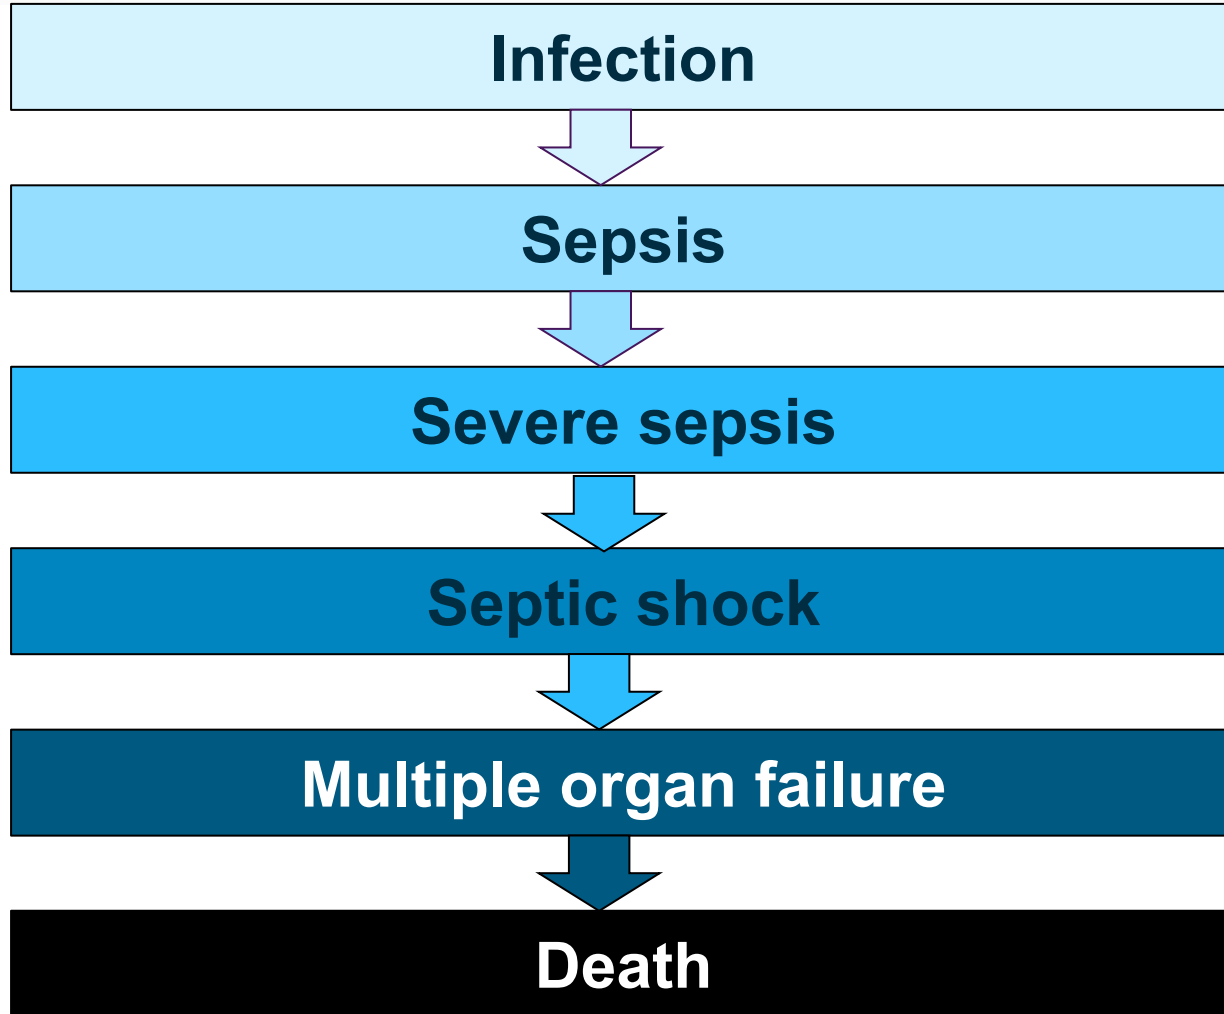 Infection
Sepsis
Severe sepsis
Septic shock
Multiple organ failure
Death